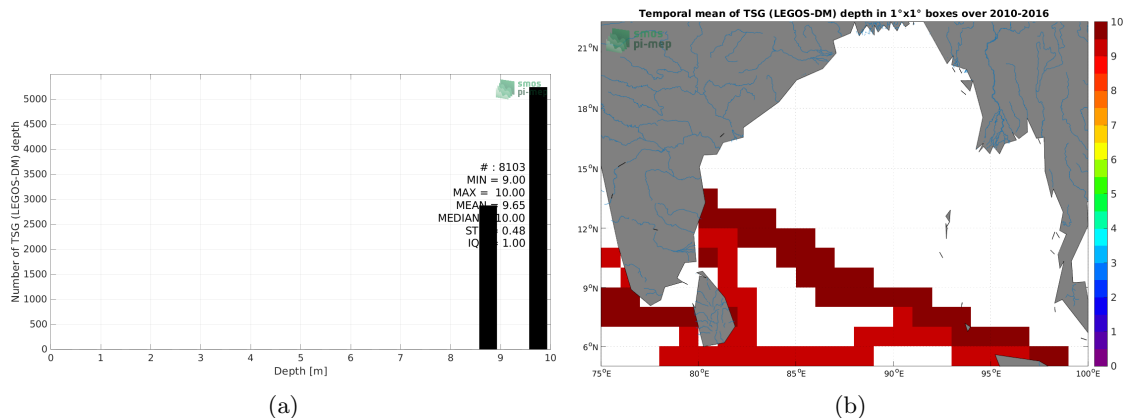 smos
pi-mep
5000
4500
4000
3500
3000
2500
2000
1500
1000
500
0
Number of TSG (LEGOS-DM) depth
# : 8103
MIN = 9.00
MAX = 10.00
MEAN = 9.65
MEDIAN 10.00
ST 0.48
IQ = 1.00
0 1 2 3 4 5 6 7 8 9 10
Depth [m]
(a)
Temporal mean of TSG (LEGOS-DM) depth in 1°x1° boxes over 2010-2016
smos
pi-mep
21°N
18°N
15°N
12°N
9°N
6°N
75°E 80°E 85°E 90°E 95°E 100°E
10
9
8
7
6
5
4
3
2
1
0
(b)